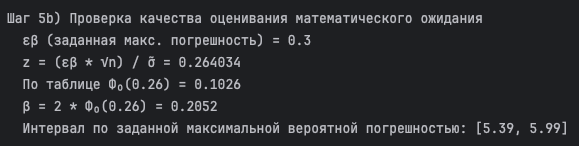 Шаг 5b) Проверка качества оценивания математического ожидания
εβ (заданная макс. погрешность) = 0.3
z = (εβ * √n) / σ̃ = 0.264034
По таблице Φ₀(0.26) = 0.1026
β = 2 * Φ₀(0.26) = 0.2052
Интервал по заданной максимальной вероятной погрешностью: [5.39, 5.99]